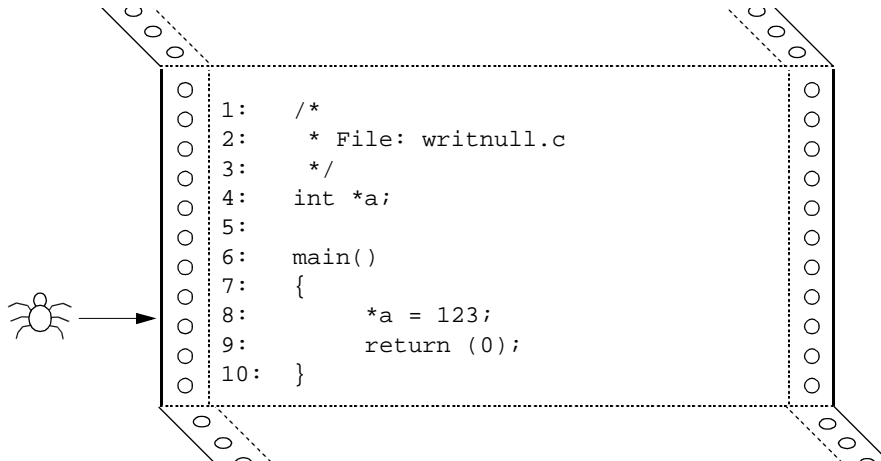 1:   /*
2:    * File: writnull.c
3:    */
4:   int *a;
5:
6:   main()
7:   {
8:        *a = 123;
9:        return (0);
10:  }